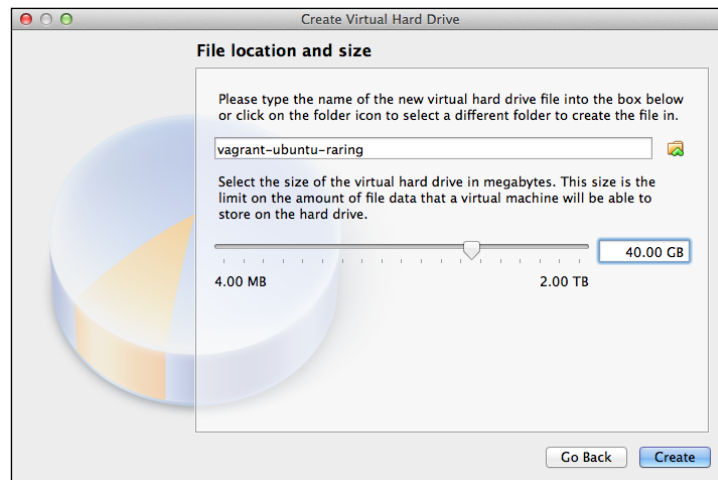 Create Virtual Hard Drive
File location and size
Please type the name of the new virtual hard drive file into the box below
or click on the folder icon to select a different folder to create the file in.
vagrant-ubuntu-raring
Select the size of the virtual hard drive in megabytes. This size is the
limit on the amount of file data that a virtual machine will be able to
store on the hard drive.
40.00 GB
4.00 MB 2.00 TB
Go Back Create